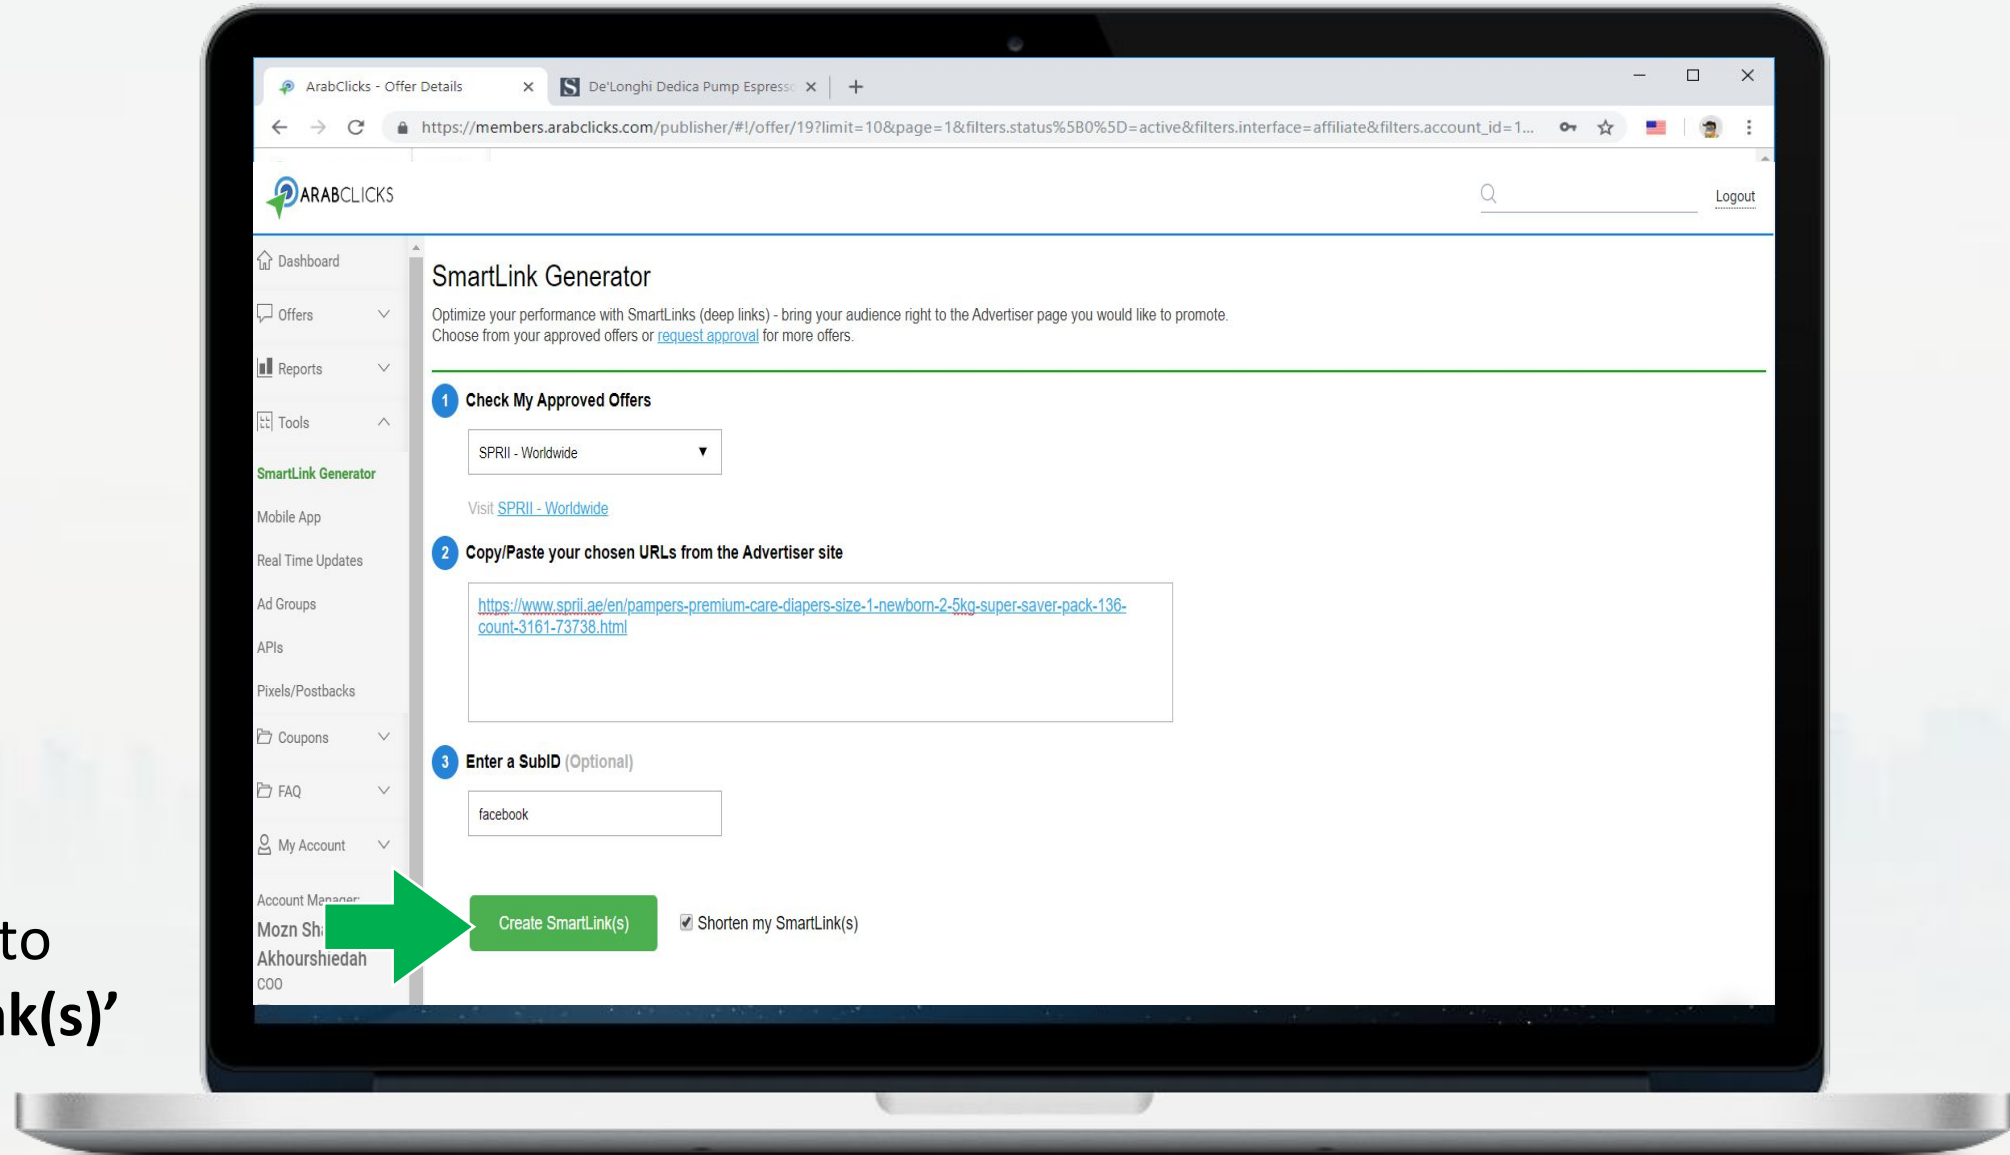 ArabClicks - Offer Details
De'Longhi Dedica Pump Espresso
https://members.arabclicks.com/publisher/#!/offer/19?limit=10&page=1&filters.status%5B0%5D=active&filters.interface=affiliate&filters.account_id=1...
ARABCLICKS
Logout
Dashboard
Offers
Reports
Tools
SmartLink Generator
Mobile App
Real Time Updates
Ad Groups
APIs
Pixels/Postbacks
Coupons
FAQ
My Account
Account Manager:
Mozn
Akhourshiedah
COO
SmartLink Generator
Optimize your performance with SmartLinks (deep links) - bring your audience right to the Advertiser page you would like to promote.
Choose from your approved offers or request approval for more offers.
1 Check My Approved Offers
SPRII - Worldwide
Visit SPRII - Worldwide
2 Copy/Paste your chosen URLs from the Advertiser site
https://www.sprii.ae/en/pampers-premium-care-diapers-size-1-newborn-2-5kg-super-saver-pack-136-
count-3161-73738.html
3 Enter a SubID (Optional)
facebook
Create SmartLink(s)
Shorten my SmartLink(s)
to
k(s)’